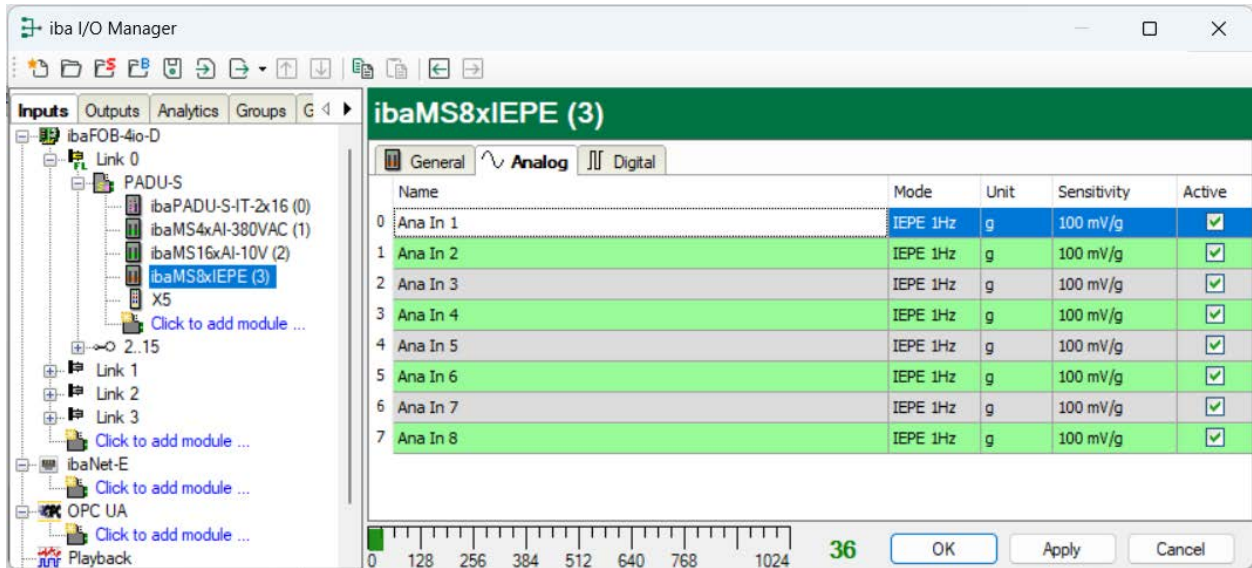 iba I/O Manager
Inputs Outputs Analytics Groups G
ibaFOB-4io-D
Link 0
PADU-S
ibaPADU-S-IT-2x16 (0)
ibaMS4xAI-380VAC (1)
ibaMS16xAI-10V (2)
ibaMS8xIEPE (3)
X5
Click to add module ...
2..15
Link 1
Link 2
Link 3
Click to add module ...
ibaNet-E
Click to add module ...
OPC UA
Click to add module ...
Playback
ibaMS8xIEPE (3)
General Analog Digital
Name Mode Unit Sensitivity Active
0 Ana In 1 IEPE 1Hz g 100 mV/g
1 Ana In 2 IEPE 1Hz g 100 mV/g
2 Ana In 3 IEPE 1Hz g 100 mV/g
3 Ana In 4 IEPE 1Hz g 100 mV/g
4 Ana In 5 IEPE 1Hz g 100 mV/g
5 Ana In 6 IEPE 1Hz g 100 mV/g
6 Ana In 7 IEPE 1Hz g 100 mV/g
7 Ana In 8 IEPE 1Hz g 100 mV/g
0 128 256 384 512 640 768 1024
36 OK Apply Cancel